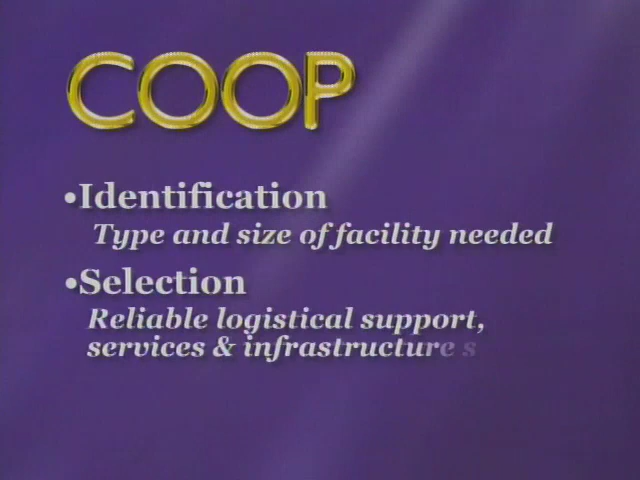 COOP
•Identification
Type and size of facility needed
•Selection
Reliable logistical support,
services & infrastructure s